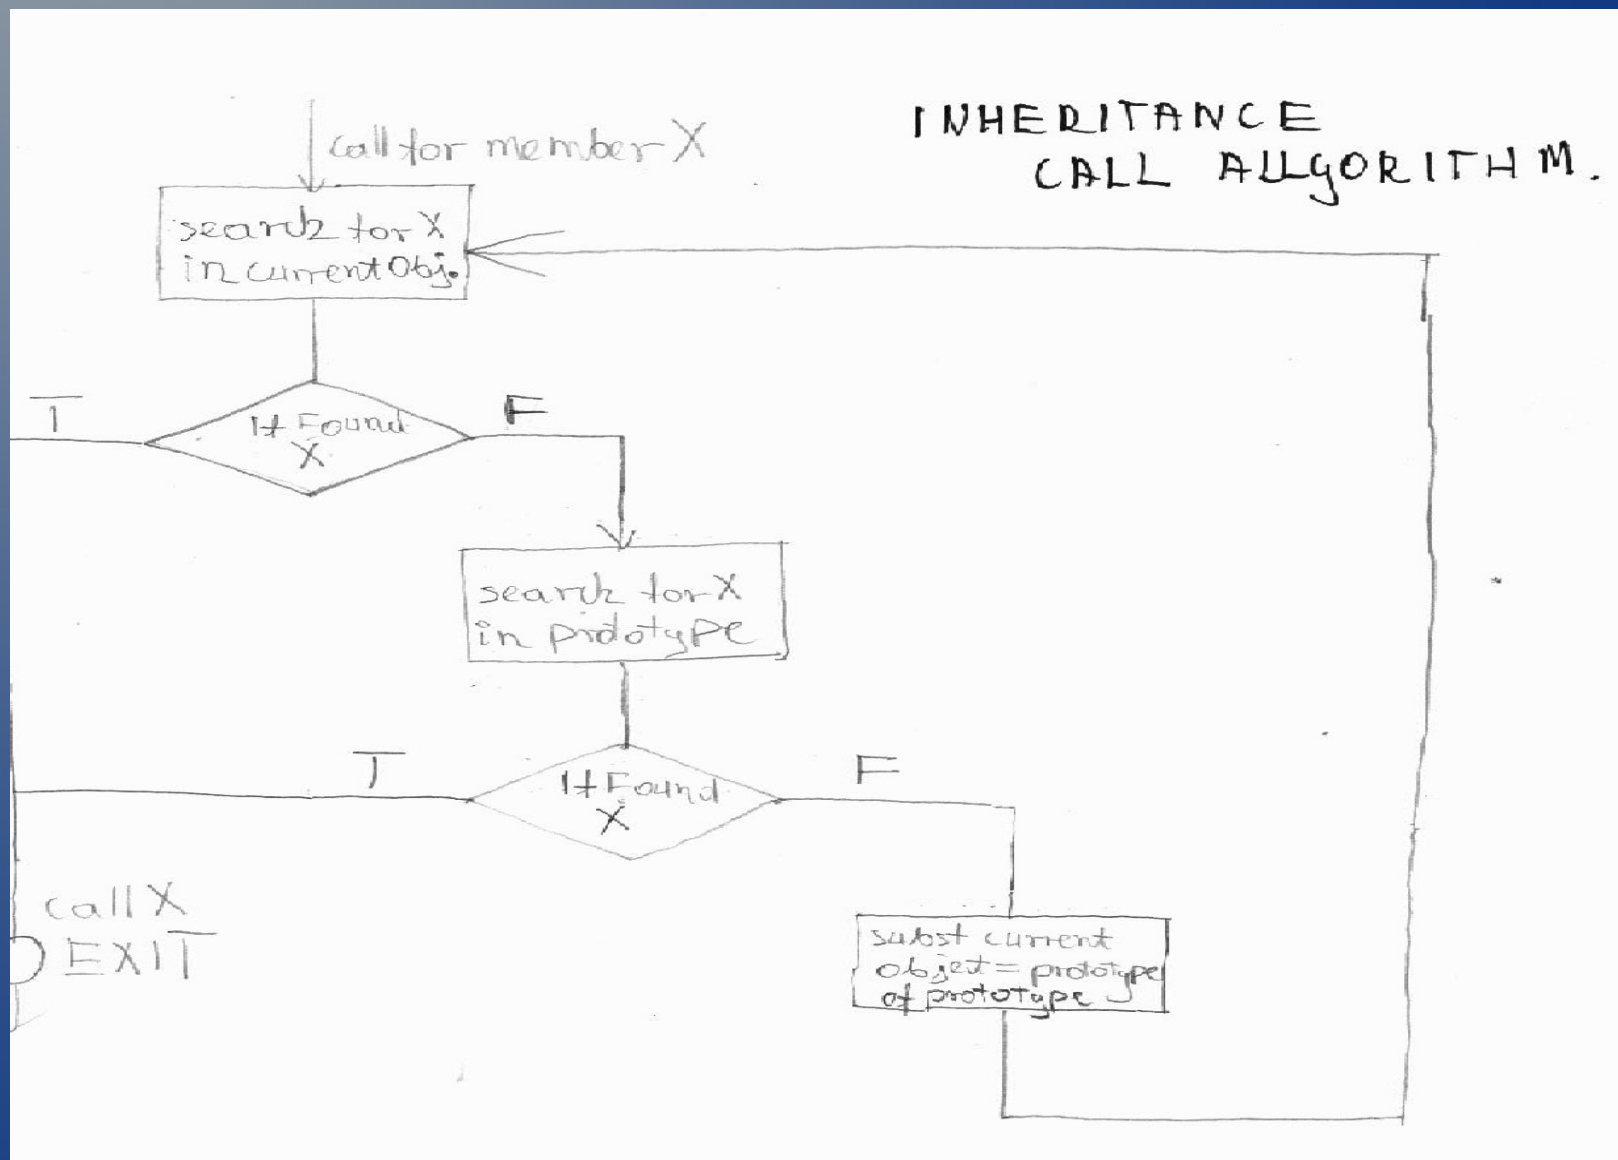 INHERITANCE
CALL ALLGORITHM.
call for member X
search for X
in current Obj.
T
F
If Found
X
search for X
in prototype
T
F
If Found
X
call X
EXIT
subst current
object = prototype
of prototype